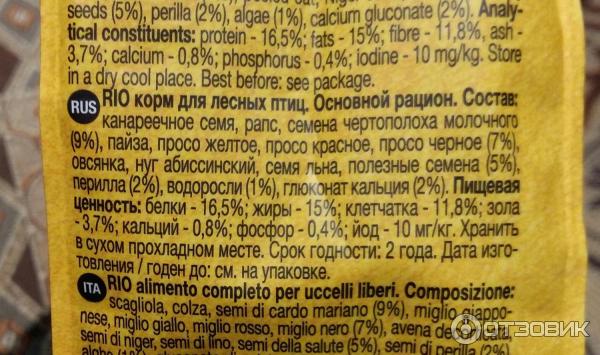 seeds (5%), perilla (2%), algae (1%), calcium gluconate (2%). Analy-
tical constituents: protein - 16,5%; fats - 15%; fibre - 11,8%, ash -
3,7%; calcium - 0,8%; phosphorus - 0,4%; iodine - 10 mg/kg. Store
in a dry cool place. Best before: see package.
RUS RIO корм для лесных птиц. Основной рацион. Состав:
канареечное семя, рапс, семена чертополоха молочного
(9%), пайза, просо желтое, просо красное, просо черное (7%),
овсянка, нуг абиссинский, семя льна, полезные семена (5%),
перилла (2%), водоросли (1%), глюконат кальция (2%). Пищевая
ценность: белки - 16,5%; жиры - 15%; клетчатка - 11,8%; зола
- 3,7%; кальций - 0,8%; фосфор - 0,4%; йод - 10 мг/кг. Хранить
в сухом прохладном месте. Срок годности: 2 года. Дата изго-
товления / годен до: см. на упаковке.
ITA RIO alimento completo per uccelli liberi. Composizione:
scagliola, colza, semi di cardo mariano (9%), miglio giappo-
nese, miglio giallo, miglio rosso, miglio nero (7%), avena
semi di niger, semi di lino, semi della salute (5%), semi di perilla (2%),
ОТЗОВИК